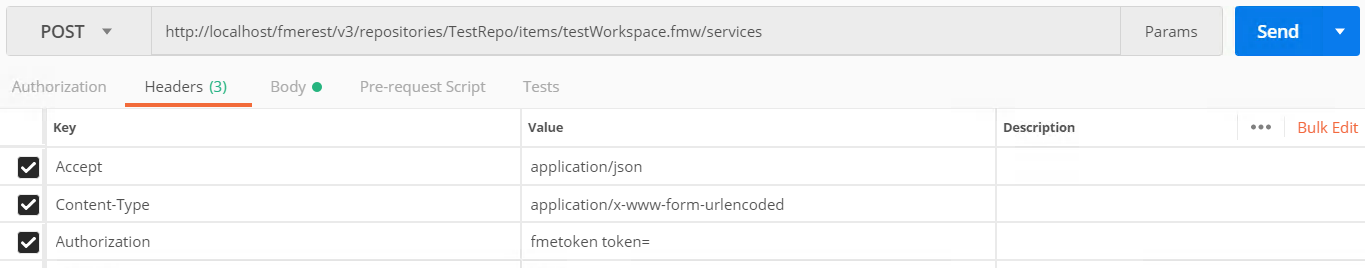 POST http://localhost/fmerest/v3/repositories/TestRepo/items/testWorkspace.fmw/services Params Send
Authorization Headers (3) Body Pre-request Script Tests
Key Value Description ••• Bulk Edit
Accept application/json
Content-Type application/x-www-form-urlencoded
Authorization fmetoken token=